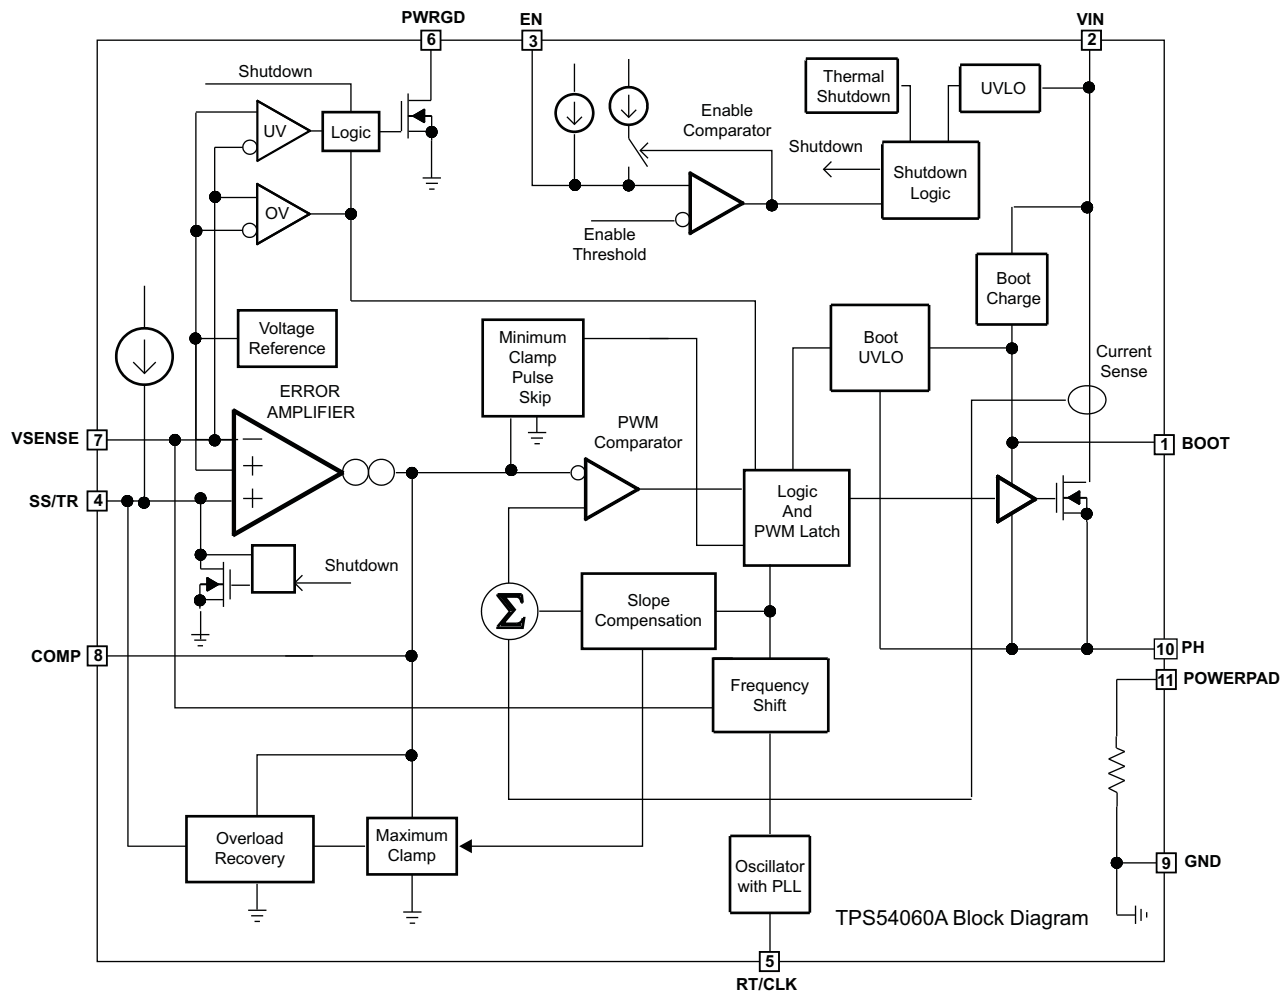 PWRGD
EN
VIN
6
3
2
Shutdown
Thermal
Shutdown
UVLO
UV
Logic
Enable
Comparator
Shutdown
Shutdown
Logic
OV
Enable
Threshold
Boot
Charge
Voltage
Reference
Minimum
Clamp
Pulse
Skip
Boot
UVLO
Current
Sense
ERROR
AMPLIFIER
PWM
Comparator
VSENSE
7
−
+
+
1
BOOT
SS/TR
4
Logic
And
PWM Latch
Shutdown
Σ
Slope
Compensation
COMP
8
10
PH
11
POWERPAD
Frequency
Shift
Overload
Recovery
Maximum
Clamp
Oscillator
with PLL
9
GND
TPS54060A Block Diagram
5
RT/CLK